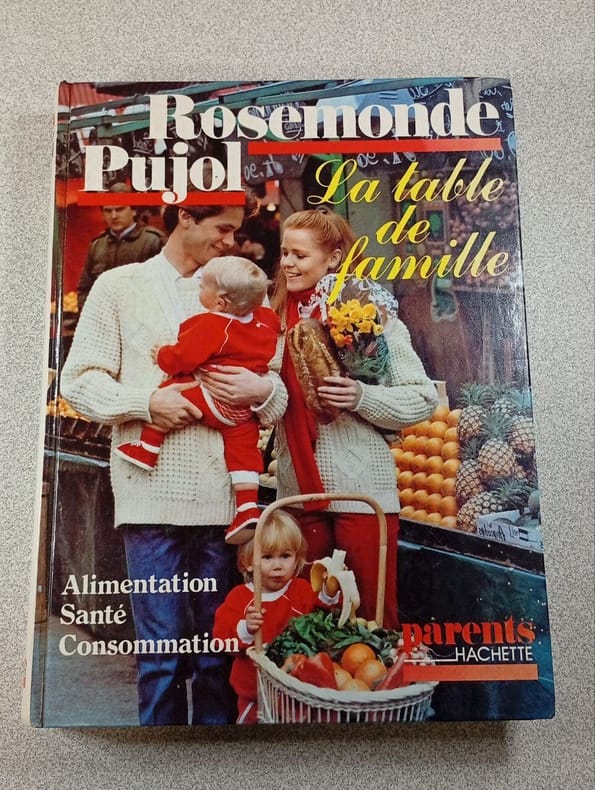 Rosemonde
Pujol
La table
de
famille
Alimentation
Santé
Consommation
parents
HACHETTE